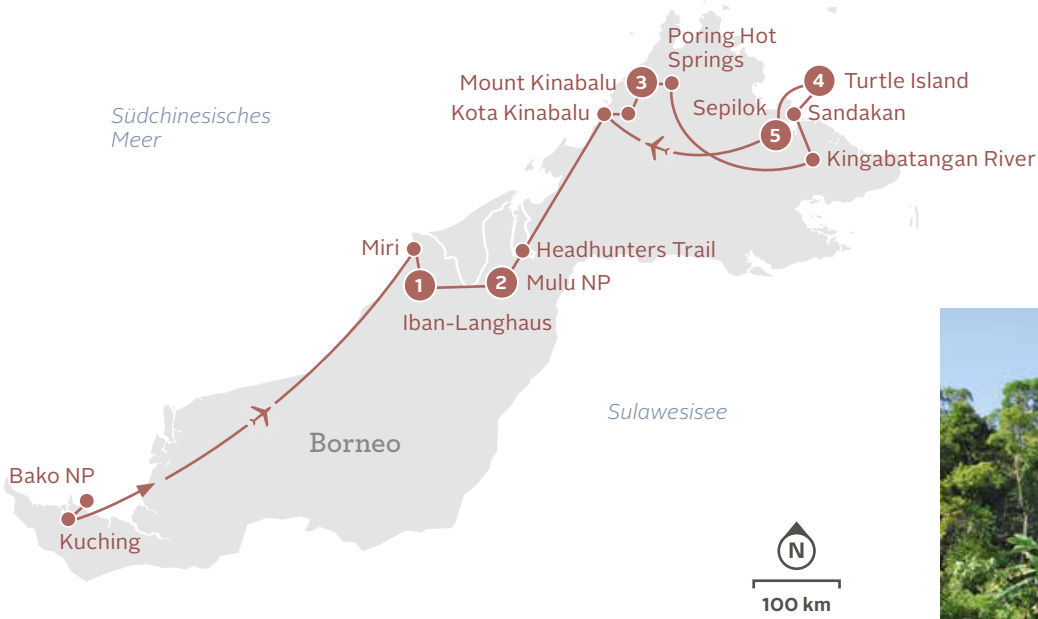 Poring Hot
Springs
Mount Kinabalu
3
4
Turtle Island
Kota Kinabalu
Sepilok
Sandakan
5
Kingabatangan River
Südchinesisches
Meer
Miri
Headhunters Trail
1
2
Mulu NP
Iban-Langhaus
Sulawesisee
Borneo
Bako NP
Kuching
N
100 km